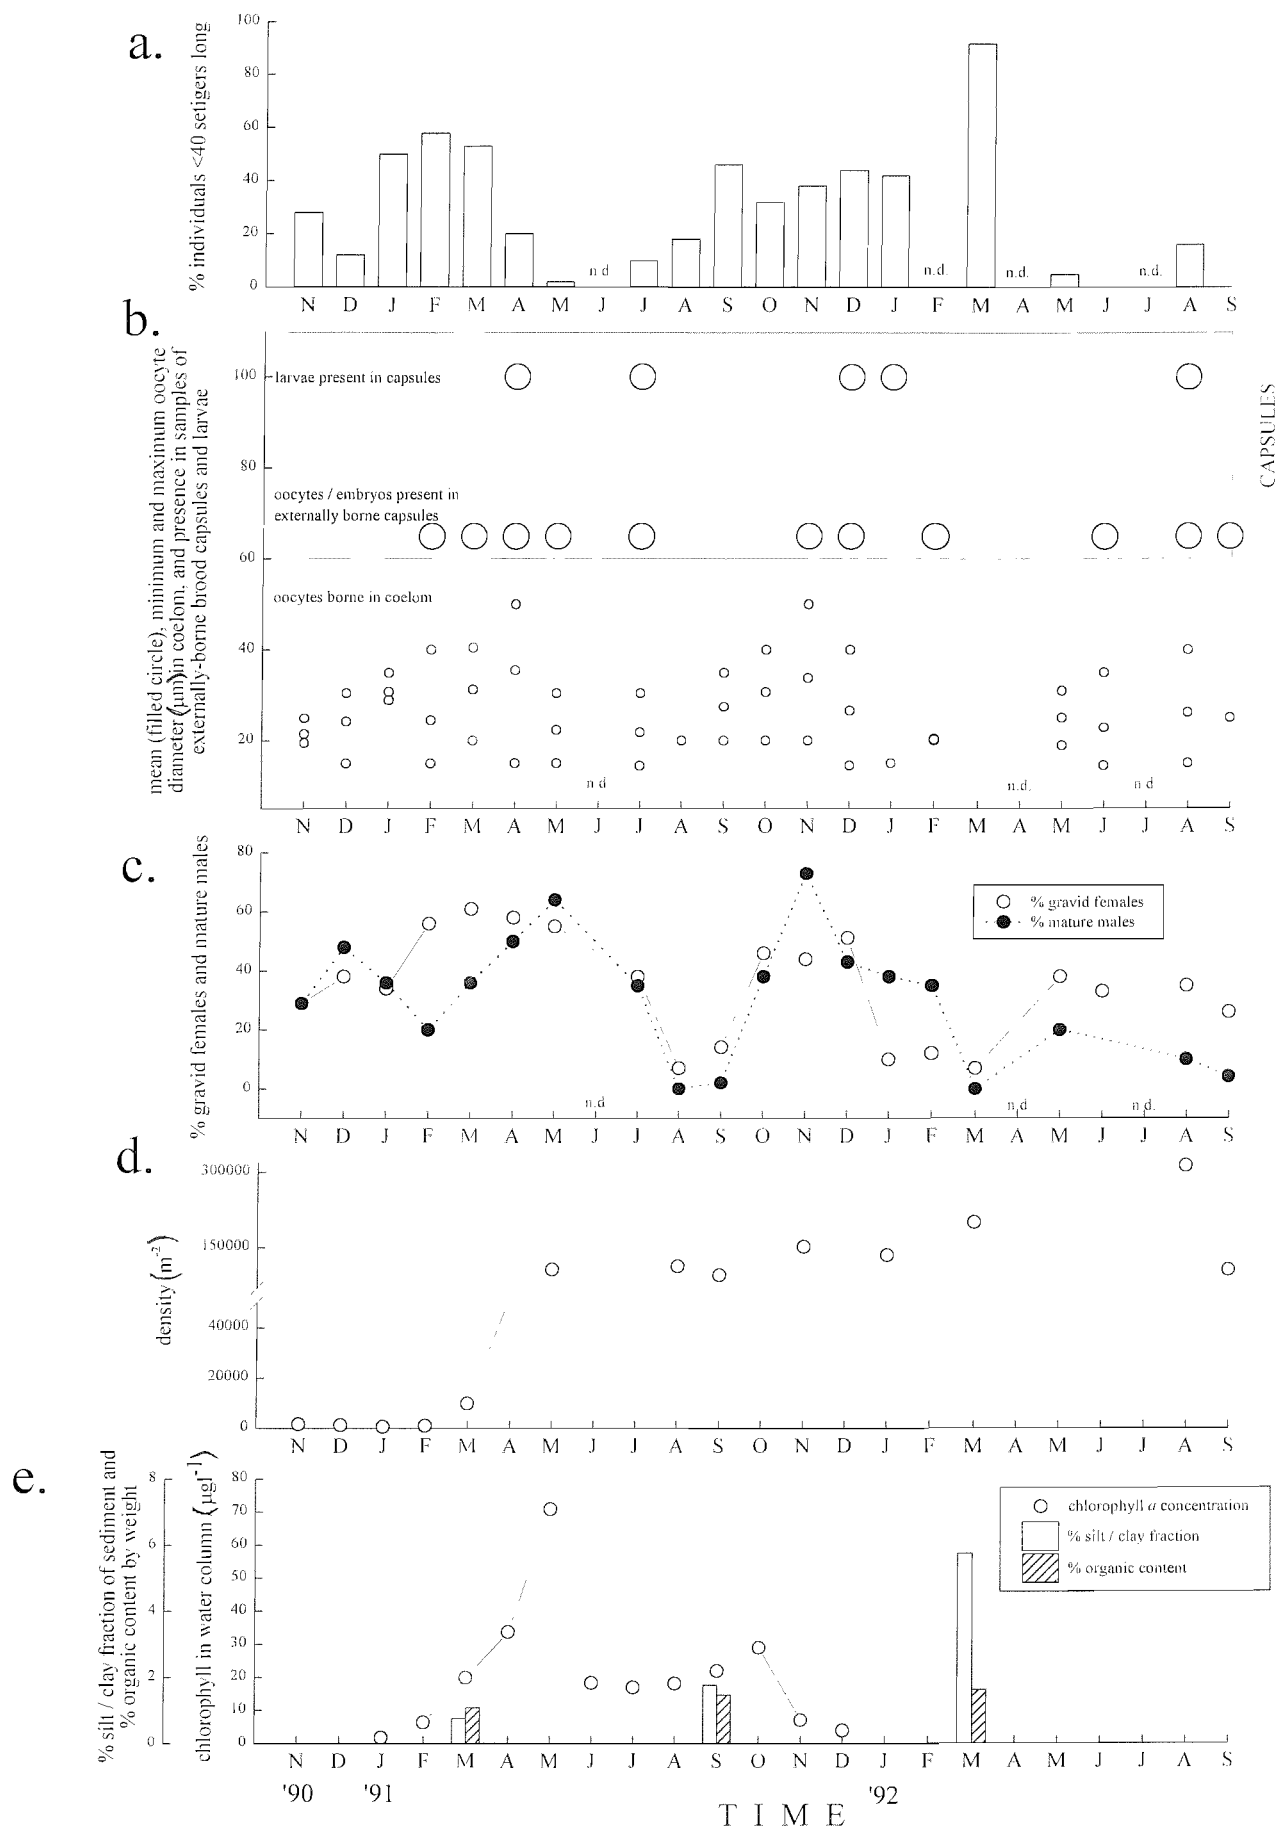 a.
% individuals <40 setigers long
100
80
60
40
20
0
n d
n.d.
n.d.
n.d.
N D J F M A M J J A S O N D J F M A M J J A S
b.
mean (filled circle), minimum and maximum oocyte
diameter (µm) in coelom, and presence in samples of
externally-borne brood capsules and larvae
100
80
60
40
20
larvae present in capsules
oocytes / embryos present in
externally borne capsules
oocytes borne in coelom
CAPSULES
n d
n.d.
n d
N D J F M A M J J A S O N D J F M A M J J A S
c.
% gravid females and mature males
80
60
40
20
0
% gravid females
% mature males
n.d
n.d
n.d.
N D J F M A M J J A S O N D J F M A M J J A S
d.
density (m-2)
300000
150000
40000
20000
0
N D J F M A M J J A S O N D J F M A M J J A S
e.
% silt / clay fraction of sediment and
% organic content by weight
8
6
4
2
0
chlorophyll in water column (µgl-1)
80
70
60
50
40
30
20
10
0
chlorophyll a concentration
% silt / clay fraction
% organic content
N D J F M A M J J A S O N D J F M A M J J A S
'90 '91 '92
TIME